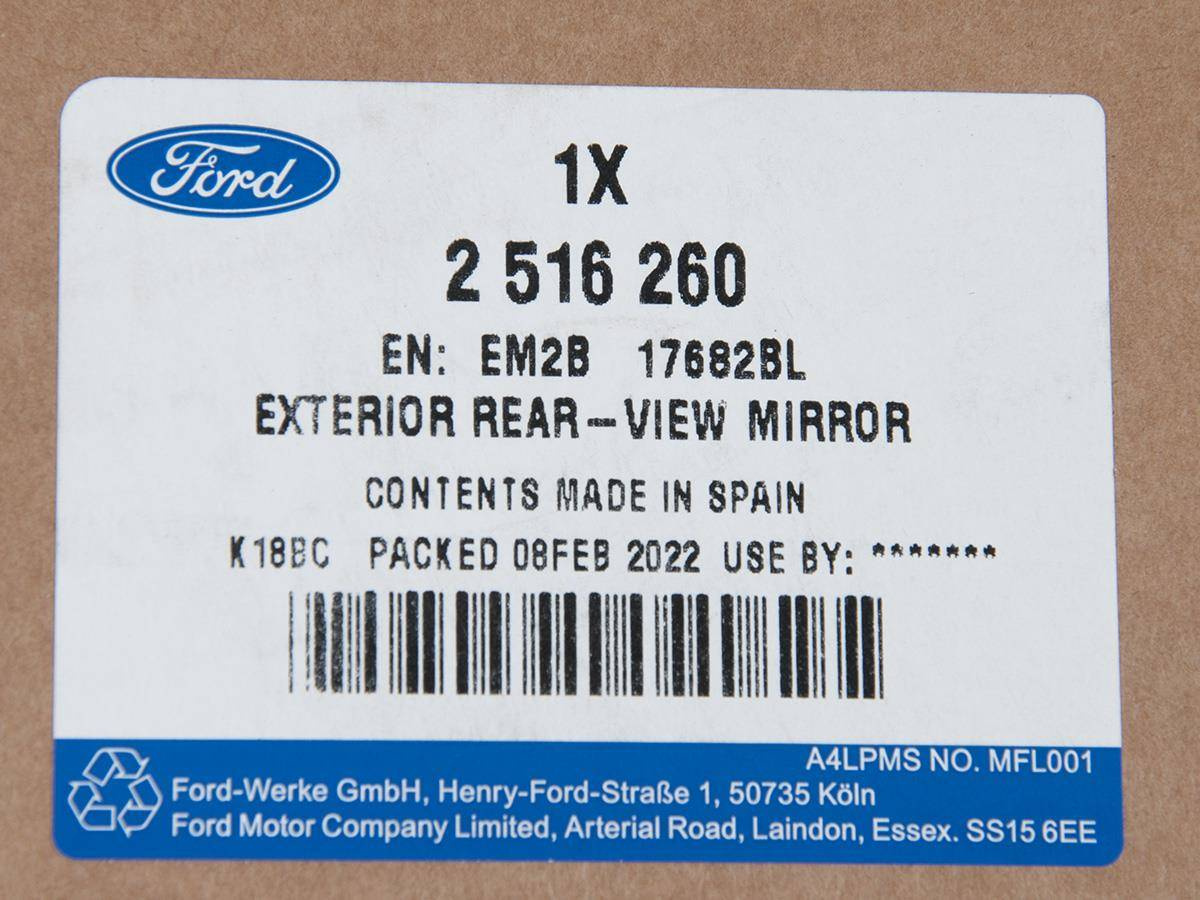 Ford
1X
2 516 260
EN: EM2B 17682BL
EXTERIOR REAR-VIEW MIRROR
CONTENTS MADE IN SPAIN
K18BC PACKED 08FEB 2022 USE BY: *******
A4LPMS NO. MFL001
Ford-Werke GmbH, Henry-Ford-Straße 1, 50735 Köln
Ford Motor Company Limited, Arterial Road, Laindon, Essex. SS15 6EE